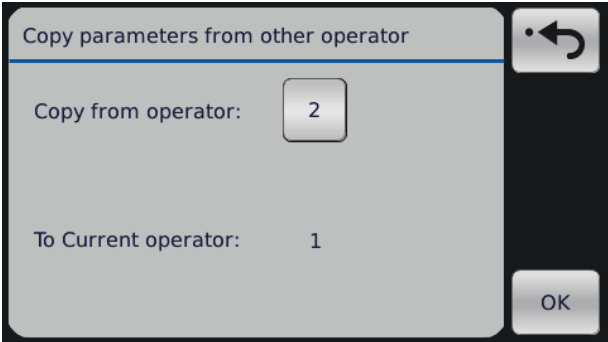 Copy parameters from other operator
Copy from operator: 2
To Current operator: 1
OK